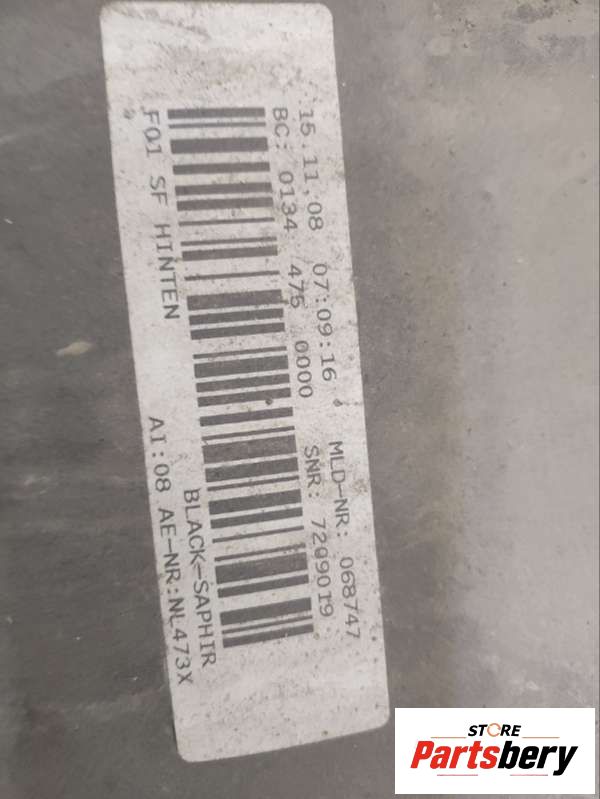 15.11.08 07:09:16 MLD-NR: 068747
BC: 0134 475 0000 SNR: 7209019
BLACK-SAPHIR
F01 SF HINTEN AI:08 AE-NR:NL473X
STORE
Partsbery